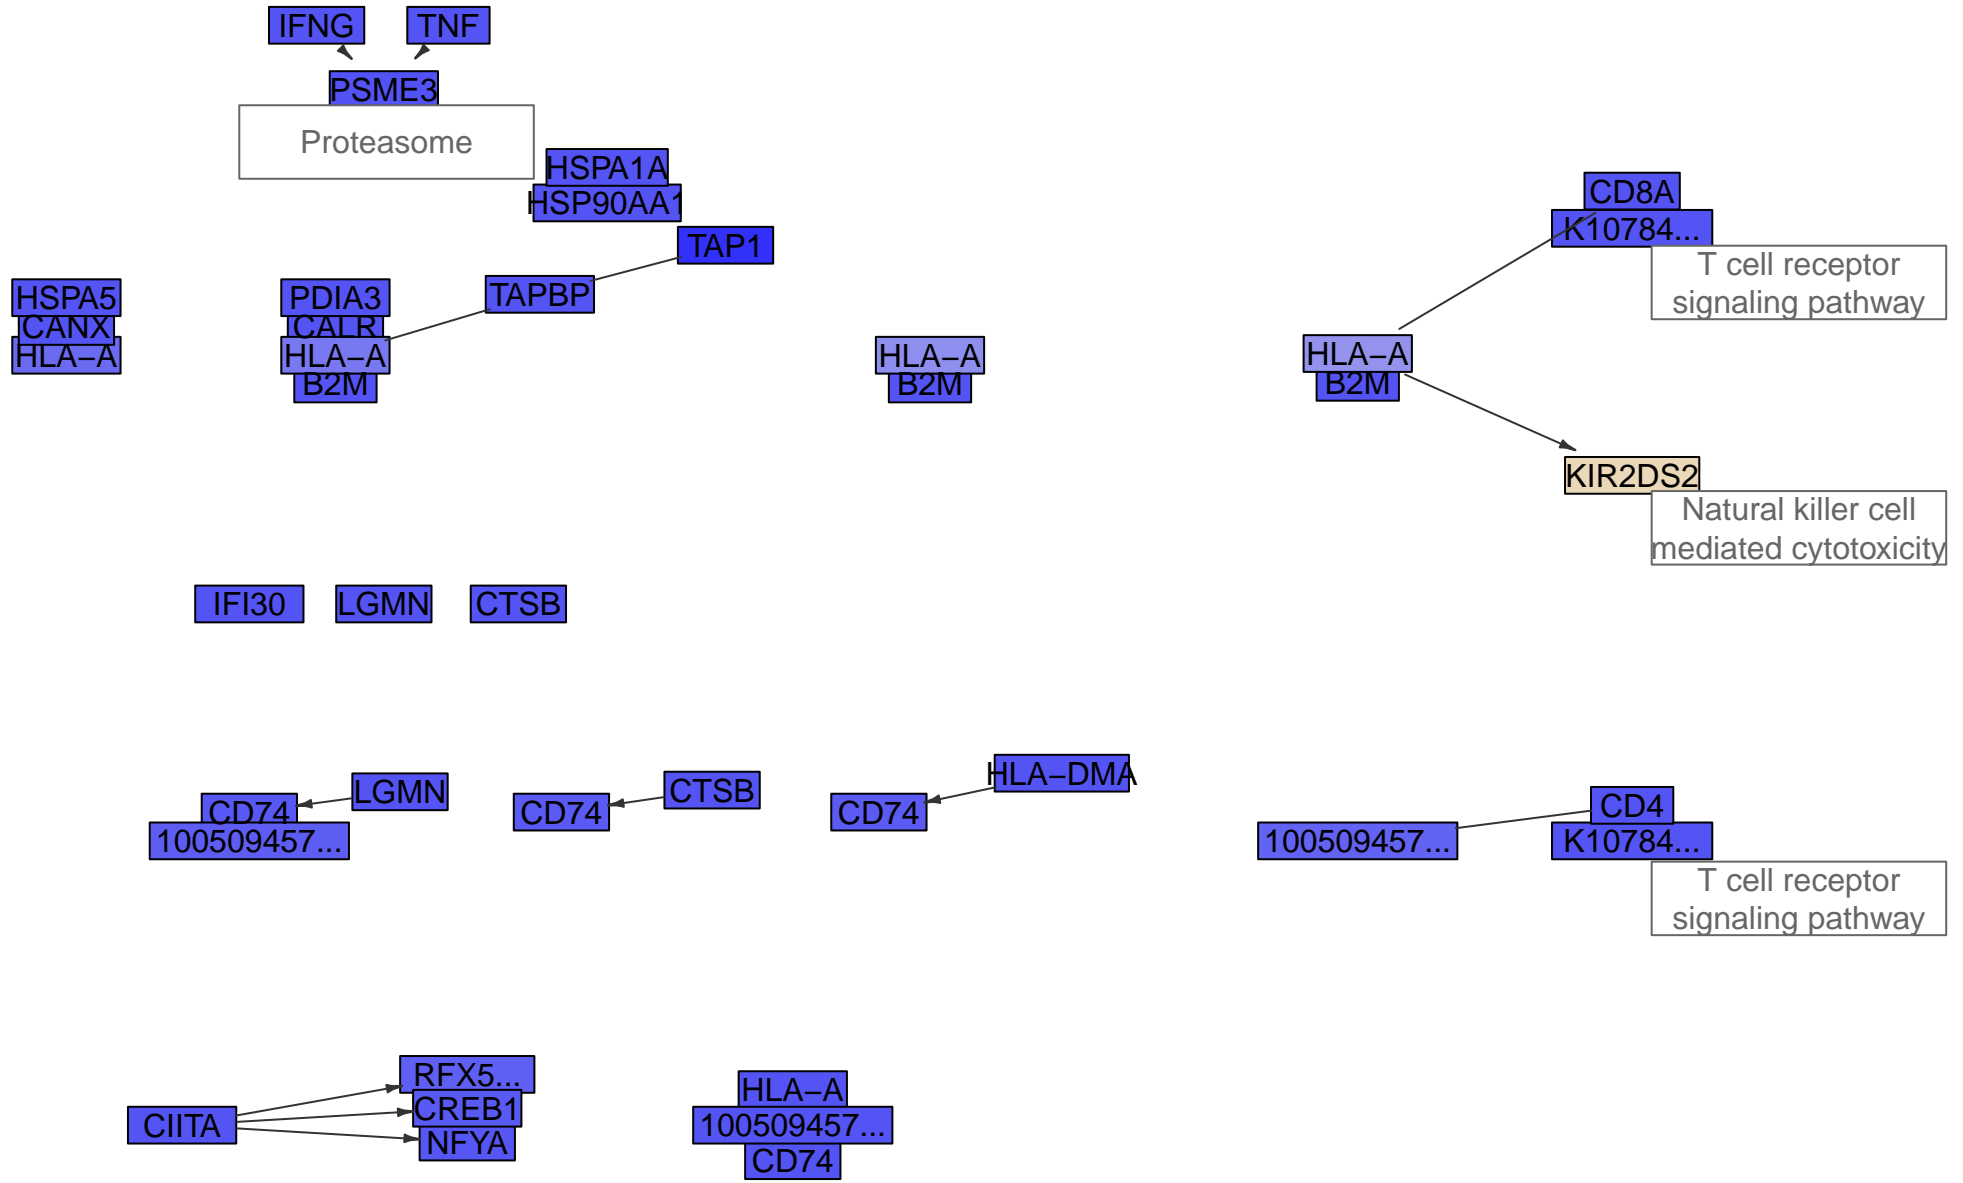 IFNG
TNF
PSME3
Proteasome
HSPA1A
HSP90AA1
TAP1
TAPBP
HSPA5
CANX
HLA−A
PDIA3
CALR
HLA−A
B2M
HLA−A
B2M
CD8A
K10784...
T cell receptor
signaling pathway
HLA−A
B2M
KIR2DS2
Natural killer cell
mediated cytotoxicity
IFI30
LGMN
CTSB
LGMN
CD74
100509457...
CTSB
CD74
HLA−DMA
CD74
CD4
100509457...
K10784...
T cell receptor
signaling pathway
CIITA
RFX5...
CREB1
NFYA
HLA−A
100509457...
CD74